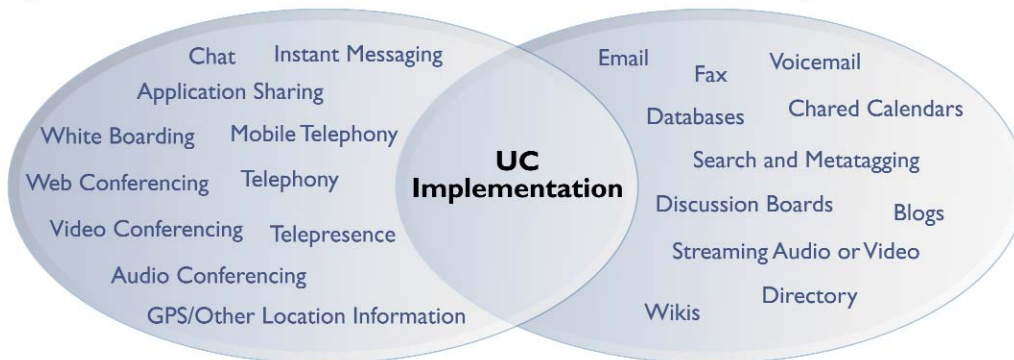 Chat Instant Messaging
Application Sharing
White Boarding Mobile Telephony
Web Conferencing Telephony
Video Conferencing Telepresence
Audio Conferencing
GPS/Other Location Information
UC
Implementation
Email Fax Voicemail
Databases Chared Calendars
Search and Metatagging
Discussion Boards Blogs
Streaming Audio or Video
Wikis Directory